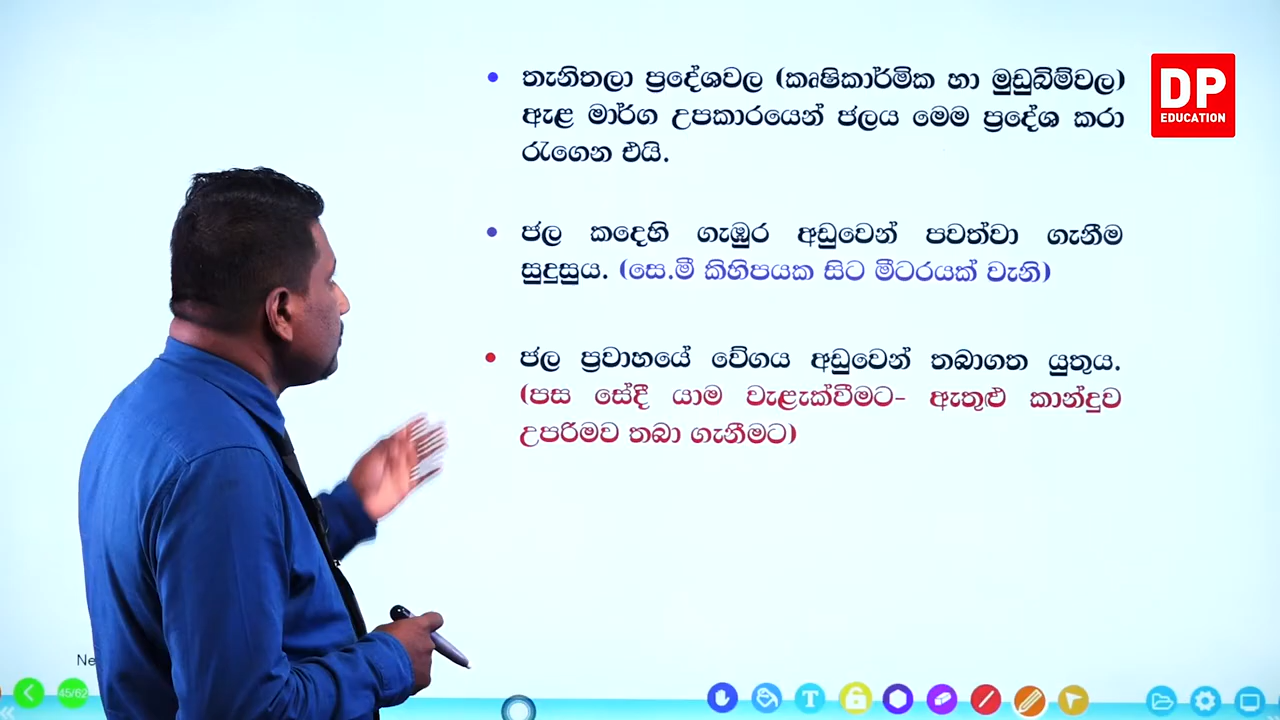 තැනිතලා ප්‍රදේශවල (කෘෂිකාර්මික හා මුඩුබිම්වල)
ඇළ මාර්ග උපකාරයෙන් ජලය මෙම ප්‍රදේශ කරා
රැගෙන එයි.
DP
EDUCATION
ජල කඳෙහි ගැඹුර අඩුවෙන් පවත්වා ගැනීම
සුදුසුය. (සෙ.මී කිහිපයක සිට මීටරයක් වැනි)
ජල ප්‍රවාහයේ වේගය අඩුවෙන් තබාගත යුතුය.
(පස සේදී යාම වැළැක්වීමට- ඇතුළු කාන්දුව
උපරිමව තබා ගැනීමට)
Ne
45/62
T